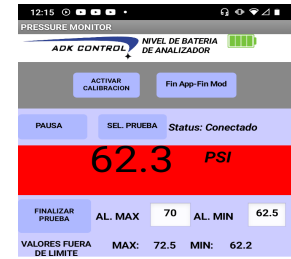 12:15
PRESSURE MONITOR
ADK CONTROL
NIVEL DE BATERIA
DE ANALIZADOR
ACTIVAR
CALIBRACION
Fin App-Fin Mod
PAUSA
SEL. PRUEBA
Status: Conectado
62.3 PSI
FINALIZAR
PRUEBA
AL. MAX 70 AL. MIN 62.5
VALORES FUERA
DE LIMITE
MAX: 72.5 MIN: 62.2